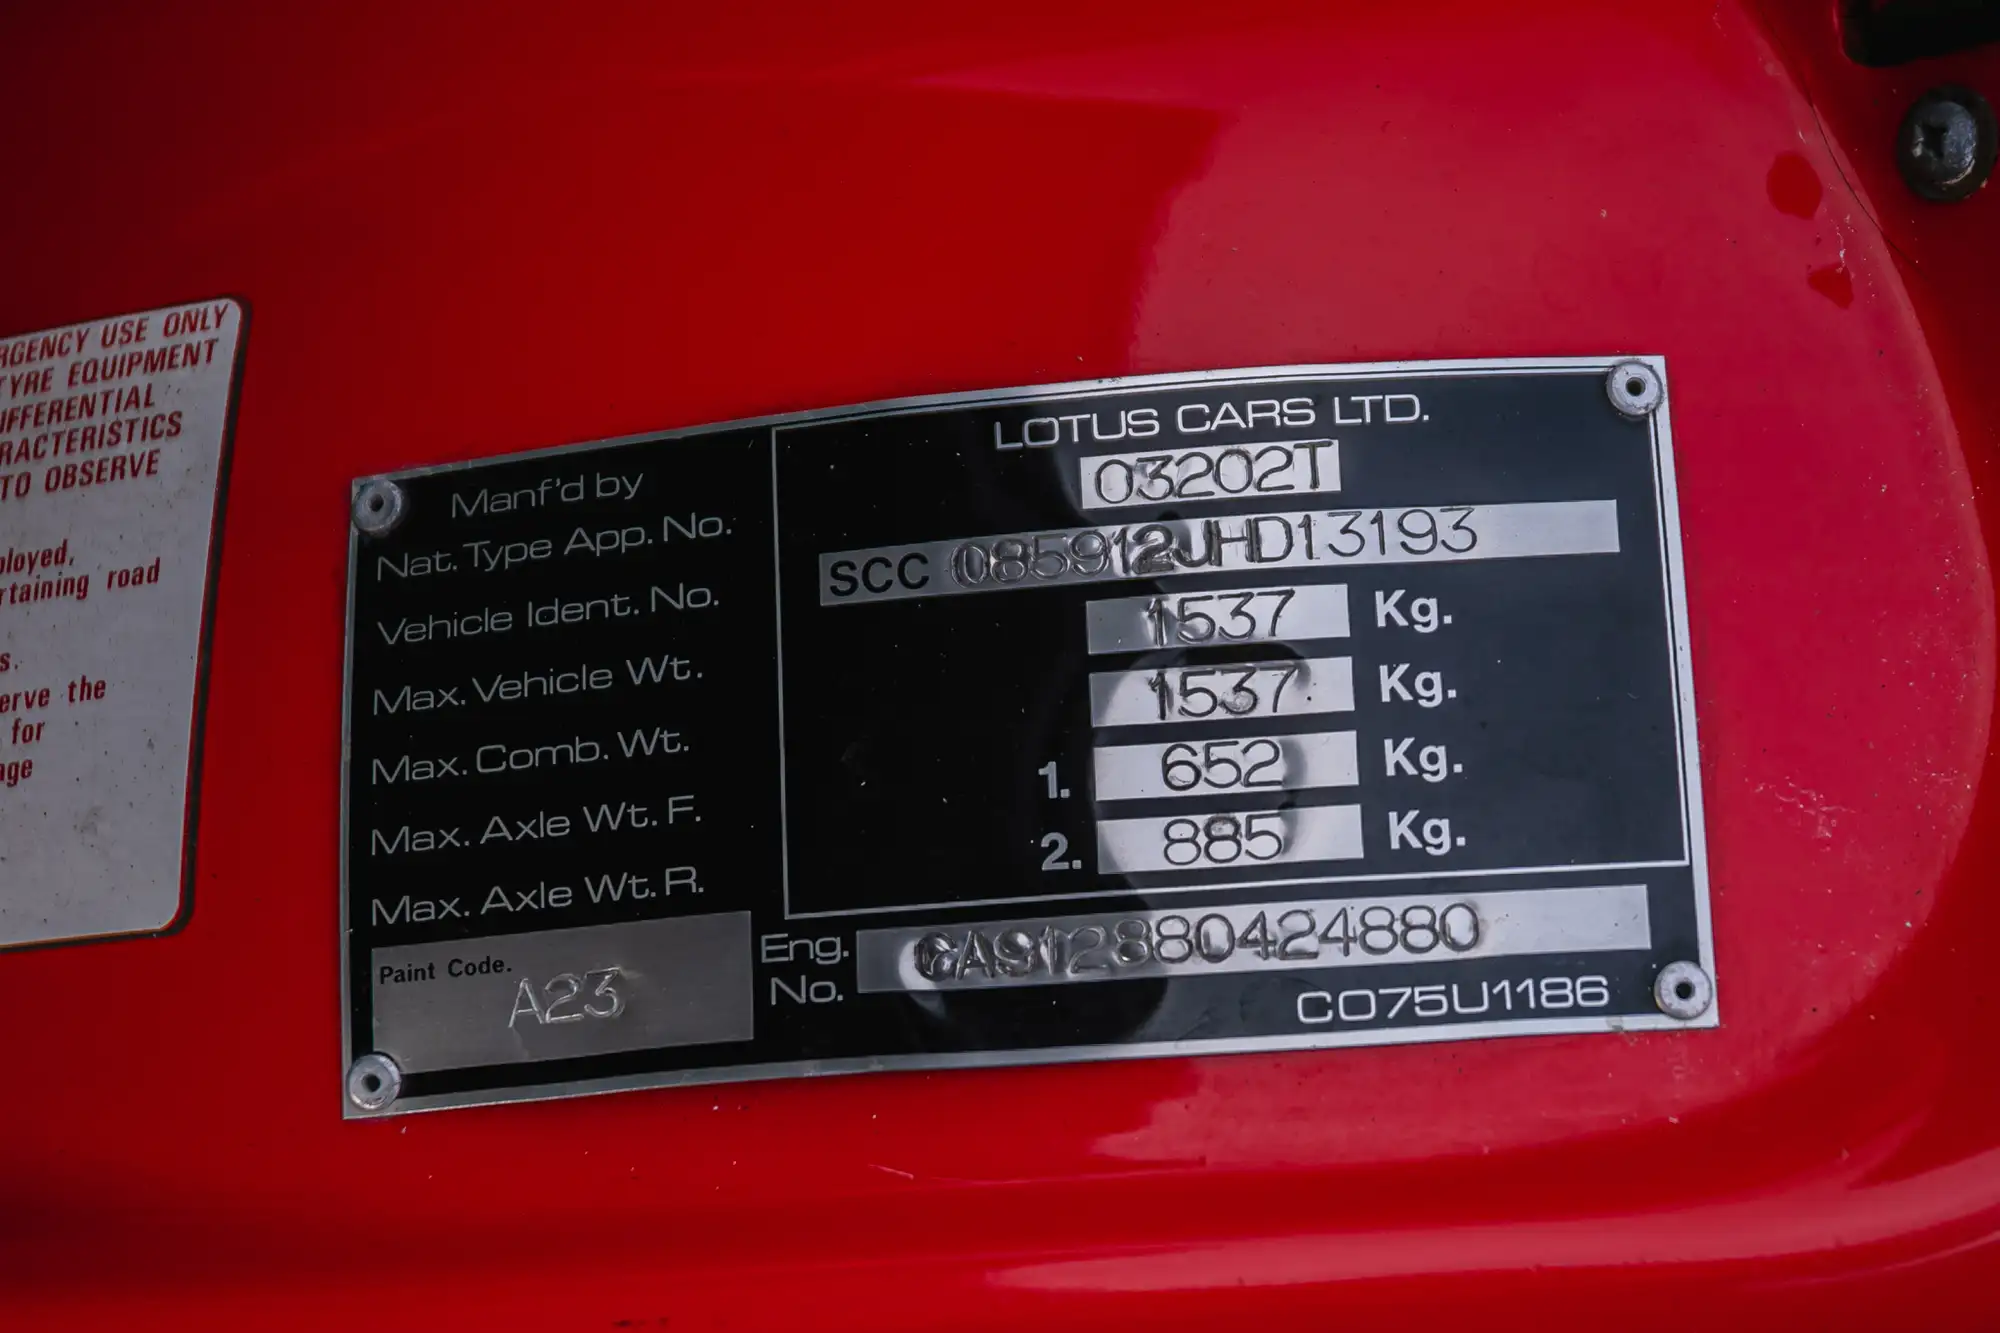 RGENCY USE ONLY
TYRE EQUIPMENT
IFFERENTIAL
RACTERISTICS
TO OBSERVE
ployed,
rtaining road
s.
erve the
for
age
Manf'd by LOTUS CARS LTD.
Nat. Type App. No. 03202T
Vehicle Ident. No. SCC 085912JHD13193
Max. Vehicle Wt. 1537 Kg.
Max. Comb. Wt. 1537 Kg.
Max. Axle Wt. F. 1. 652 Kg.
Max. Axle Wt. R. 2. 885 Kg.
Paint Code. A23
Eng. No. CA912880424880
CO75U1186